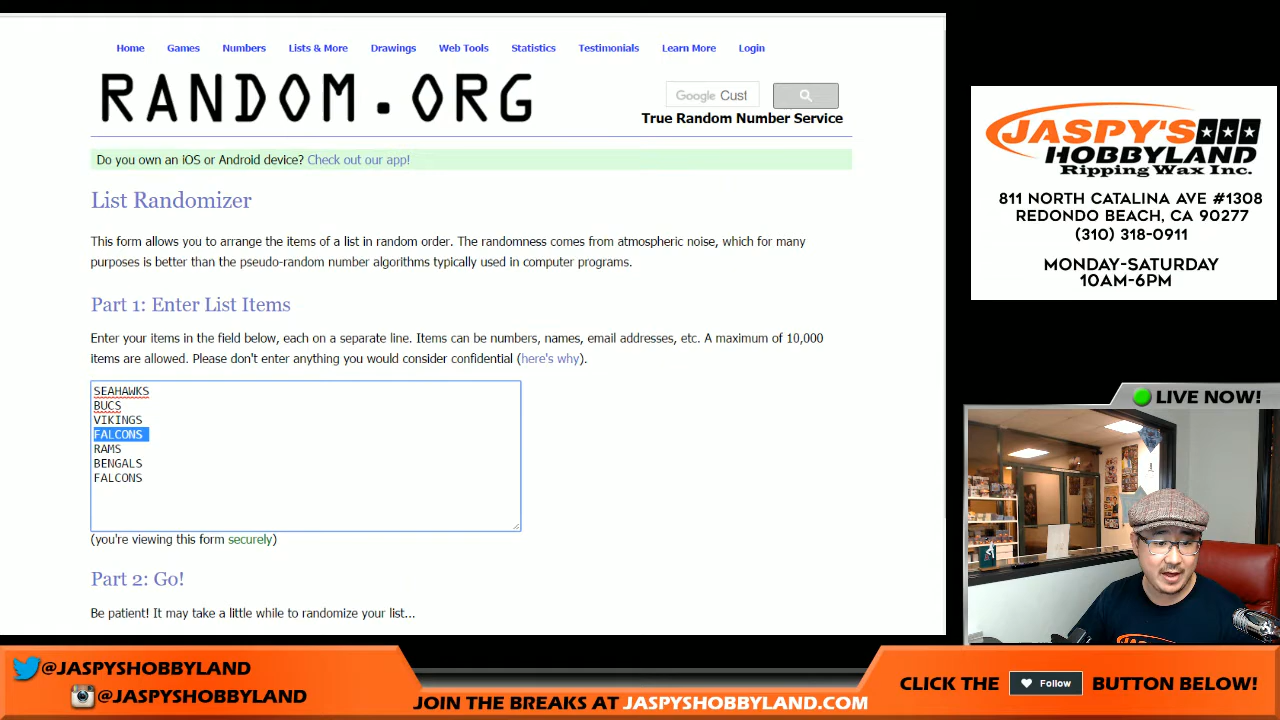 Home Games Numbers Lists & More Drawings Web Tools Statistics Testimonials Learn More Login
RANDOM.ORG
Google Cust
True Random Number Service
Do you own an iOS or Android device? Check out our app!
List Randomizer
This form allows you to arrange the items of a list in random order. The randomness comes from atmospheric noise, which for many
purposes is better than the pseudo-random number algorithms typically used in computer programs.
Part 1: Enter List Items
Enter your items in the field below, each on a separate line. Items can be numbers, names, email addresses, etc. A maximum of 10,000
items are allowed. Please don't enter anything you would consider confidential (here's why).
SEAHAWKS
BUCS
VIKINGS
FALCONS
RAMS
BENGALS
FALCONS
(you're viewing this form securely)
Part 2: Go!
Be patient! It may take a little while to randomize your list...
JASPY'S
HOBBYLAND
Ripping Wax Inc.
811 NORTH CATALINA AVE #1308
REDONDO BEACH, CA 90277
(310) 318-0911
MONDAY-SATURDAY
10AM-6PM
LIVE NOW!
@JASPYSHOBBYLAND
@JASPYSHOBBYLAND
JOIN THE BREAKS AT JASPYSHOBBYLAND.COM
CLICK THE Follow BUTTON BELOW!